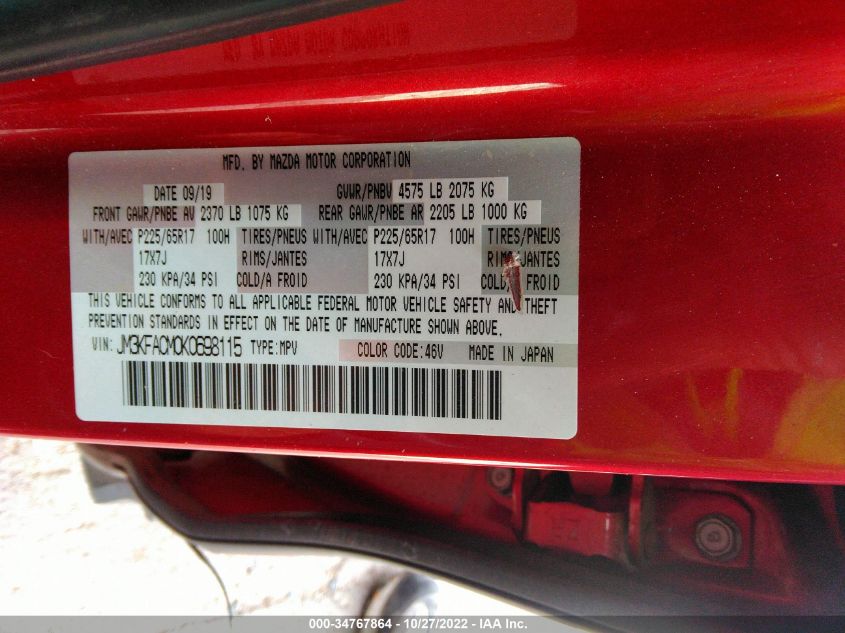 MFD. BY MAZDA MOTOR CORPORATION
DATE 09/19 GVWR/PNBV 4575 LB 2075 KG
FRONT GAWR/PNBE AV 2370 LB 1075 KG REAR GAWR/PNBE AR 2205 LB 1000 KG
WITH/AVEC P225/65R17 100H TIRES/PNEUS WITH/AVEC P225/65R17 100H TIRES/PNEUS
17X7J RIMS/JANTES 17X7J RIMS/JANTES
230 KPA/34 PSI COLD/A FROID 230 KPA/34 PSI COLD/A FROID
THIS VEHICLE CONFORMS TO ALL APPLICABLE FEDERAL MOTOR VEHICLE SAFETY AND THEFT
PREVENTION STANDARDS IN EFFECT ON THE DATE OF MANUFACTURE SHOWN ABOVE.
VIN: JM3KFACM0K0698115 TYPE:MPV COLOR CODE:46V MADE IN JAPAN
000-34767864 - 10/27/2022 - IAA Inc.